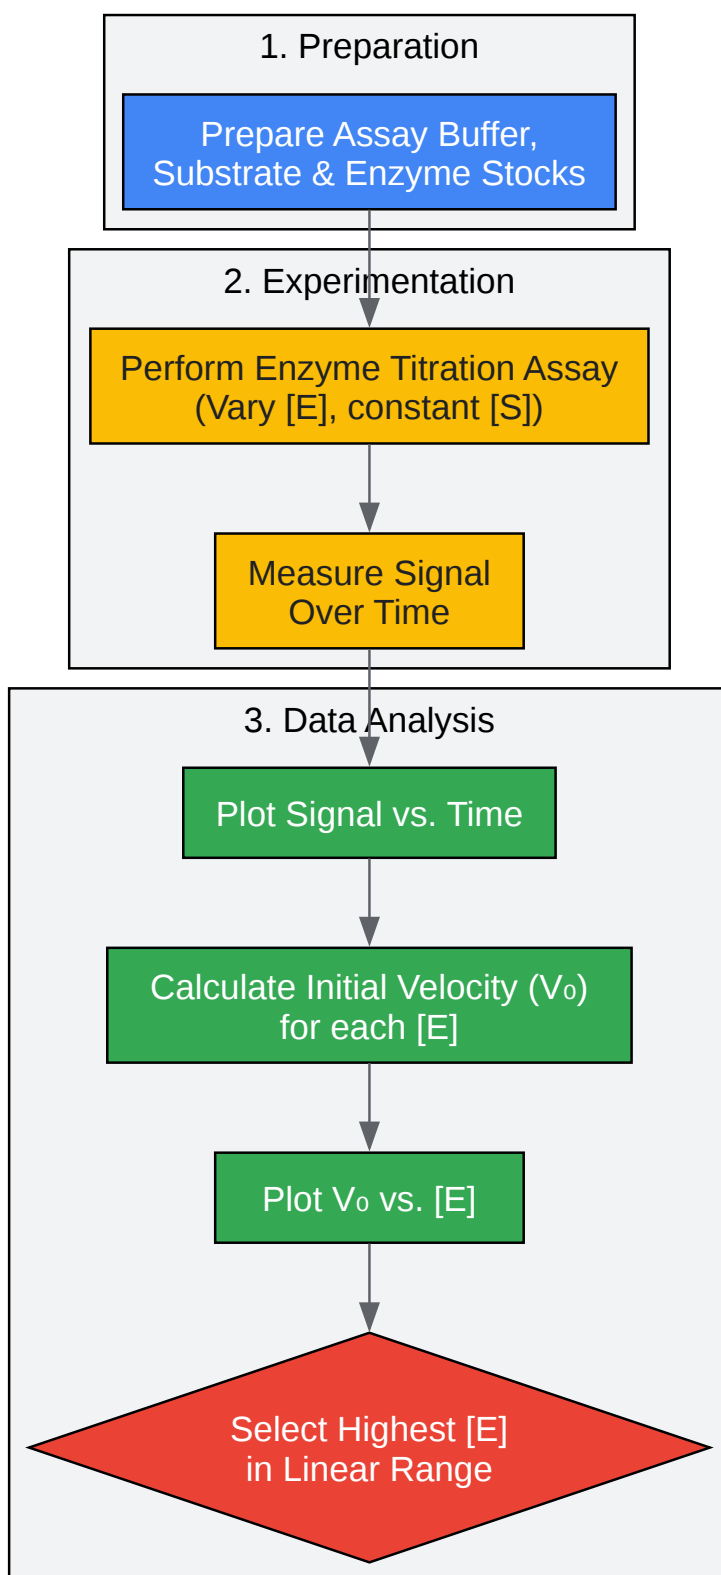 1. Preparation
Prepare Assay Buffer,
Substrate & Enzyme Stocks
2. Experimentation
Perform Enzyme Titration Assay
(Vary [E], constant [S])
Measure Signal
Over Time
3. Data Analysis
Plot Signal vs. Time
Calculate Initial Velocity (V₀)
for each [E]
Plot V₀ vs. [E]
Select Highest [E]
in Linear Range